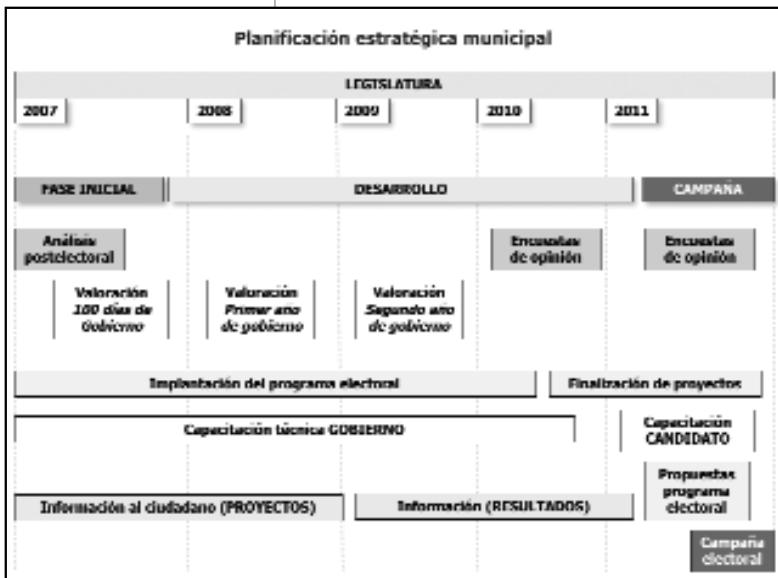 Planificación estratégica municipal
LEGISLATURA
2007 2008 2009 2010 2011
FASE INICIAL DESARROLLO CAMPAÑA
Análisis
postelectoral
Encuestas
de opinión
Encuestas
de opinión
Valoración
100 días de
Gobierno
Valoración
Primer año
de gobierno
Valoración
Segundo año
de gobierno
Implantación del programa electoral
Finalización de proyectos
Capacitación técnica GOBIERNO
Capacitación
CANDIDATO
Propuestas
programa
electoral
Información al ciudadano (PROYECTOS)
Información (RESULTADOS)
Campaña
electoral